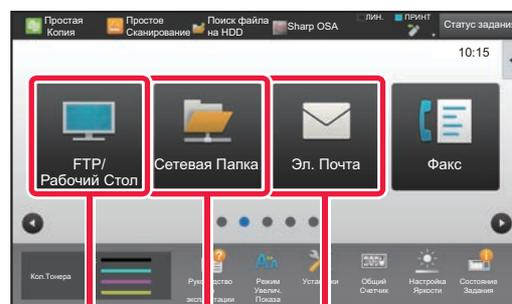 Простая
Копия
Простое
Сканирование
Поиск файла
на HDD
Sharp OSA
ЛИН.
ПРИНТ
Статус задания
10:15
FTP/
Рабочий Стол
Сетевая Папка
Эл. Почта
Факс
Кол.Тонера
Режим
Увелич.
Показа
Общий
Счетчик
Настройка
Яркости
Состояние
Задания